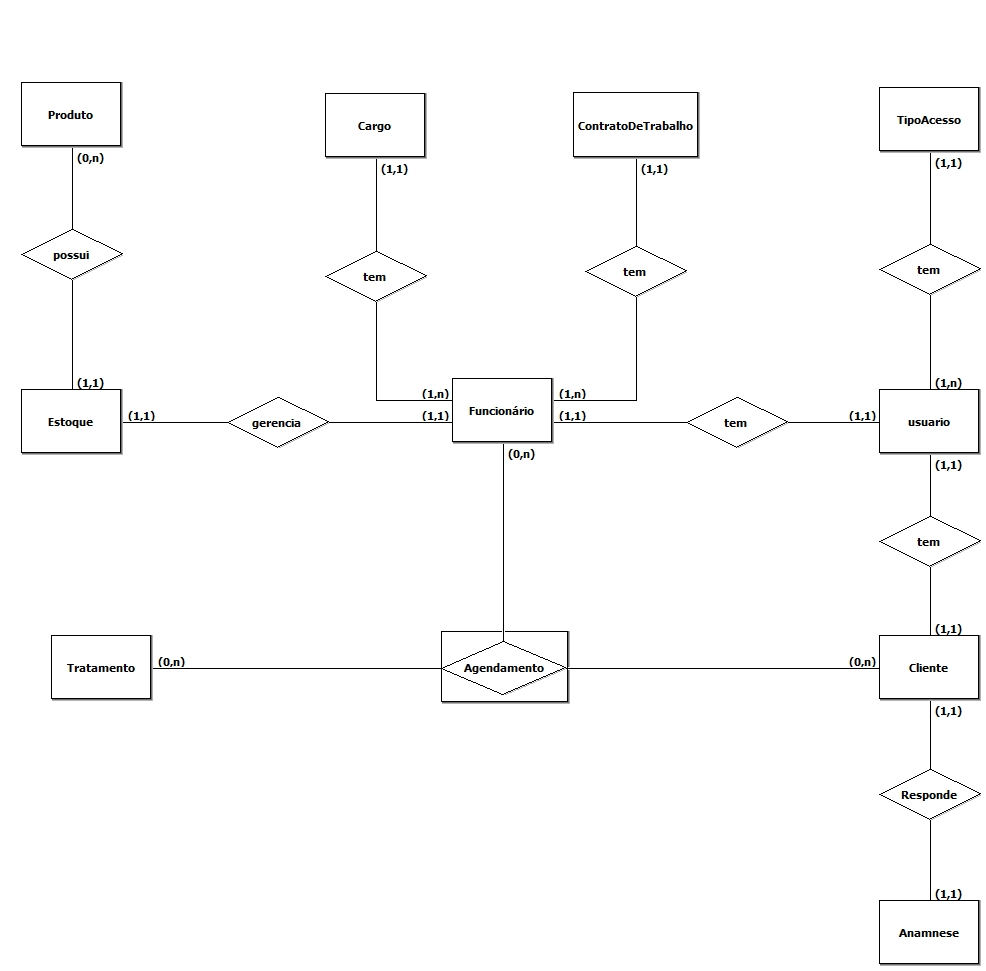 Produto
Cargo
ContratoDeTrabalho
TipoAcesso
(0,n)
(1,1)
(1,1)
(1,1)
possui
tem
tem
tem
(1,1)
(1,n)
(1,n)
(1,n)
Estoque
(1,1)
gerencia
(1,1)
Funcionário
(1,1)
tem
(1,1)
usuario
(0,n)
(1,1)
tem
(1,1)
Tratamento
(0,n)
Agendamento
(0,n)
Cliente
(1,1)
Responde
(1,1)
Anamnese